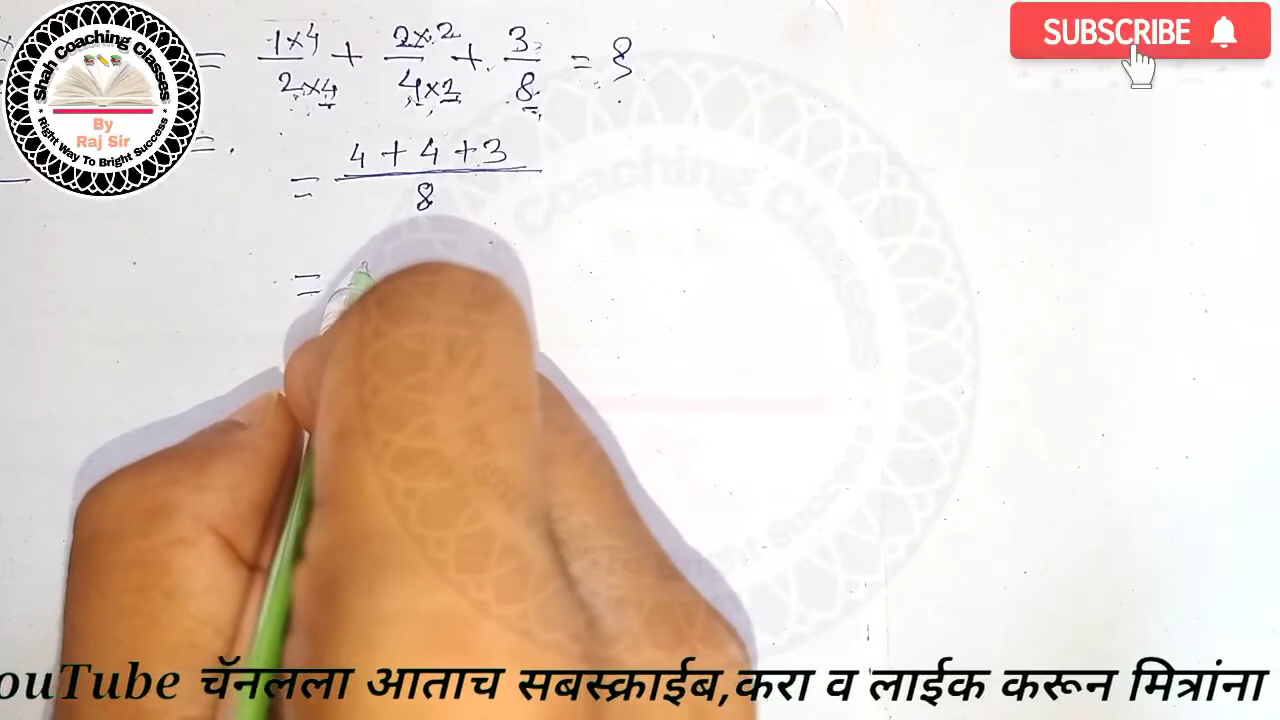 Shah Coaching Classes
By
Raj Sir
* Right Way To Bright Success *
SUBSCRIBE
= 1×4/2×4 + 2×2/4×2 + 3/8 = 8
= .
= 4 + 4 + 3 / 8
=
ouTube चॅनलला आताच सबस्क्राईब,करा व लाईक करून मित्रांना